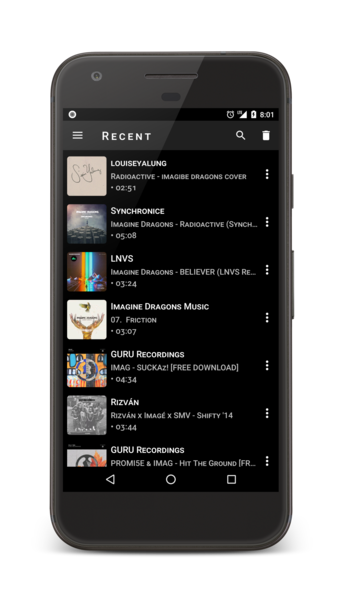 8:01
Recent
louiseyalung
Radioactive - imagibe dragons cover
• 02:51
Synchronice
Imagine Dragons - Radioactive (Synch...
• 05:08
LNVS
Imagine Dragons - BELIEVER (LNVS Re...
• 03:24
Imagine Dragons Music
07. Friction
• 03:07
GURU Recordings
IMAG - SUCKAz! [FREE DOWNLOAD]
• 04:34
Rizván
Rizván x Imagé x SMV - Shifty '14
• 03:44
GURU Recordings
PROMI5E & IMAG - Hit The Ground [FR...